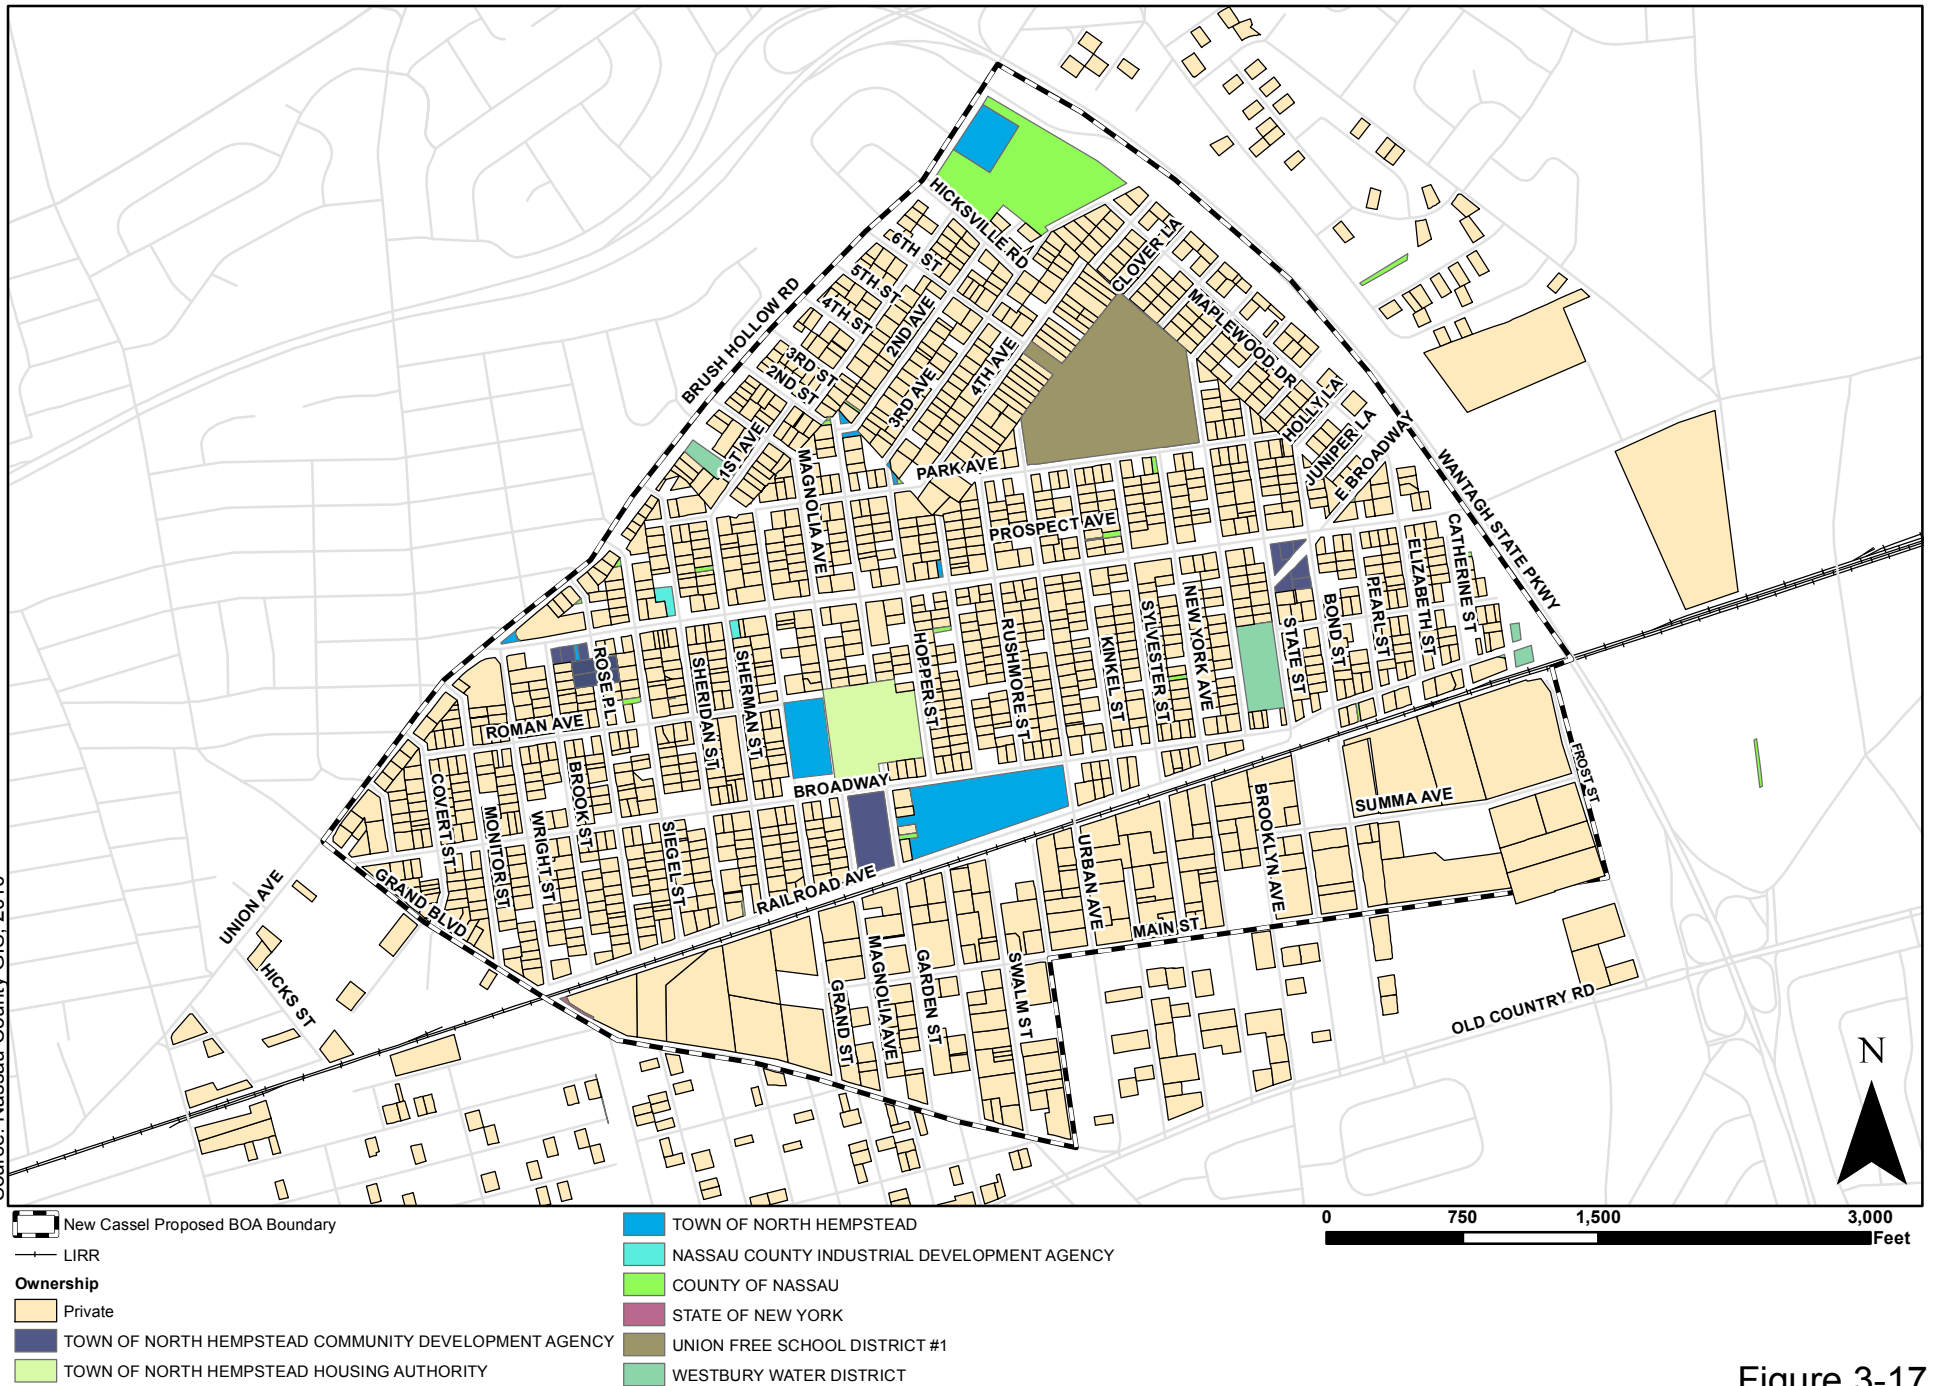 HICKSVILLE RD
6TH ST
5TH ST
4TH ST
3RD ST
2ND ST
1ST AVE
2ND AVE
3RD AVE
4TH AVE
CLOVER LA
MAPLEWOOD DR
HOLLY LA
JUNIPER LA
E BROADWAY
WANTAGH STATE PKWY
BRUSH HOLLOW RD
PARK AVE
MAGNOLIA AVE
PROSPECT AVE
CATHERINE ST
ELIZABETH ST
PEARL ST
BOND ST
STATE ST
NEW YORK AVE
SYLVESTER ST
KINKEL ST
RUSHMORE ST
HOPPER ST
SHERMAN ST
SHERIDAN ST
ROSE PL
ROMAN AVE
BROADWAY
COVERT ST
MONITOR ST
WRIGHT ST
BROOK ST
SIEGEL ST
RAILROAD AVE
GRAND BLVD
UNION AVE
HICKS ST
URBAN AVE
BROOKLYN AVE
SUMMA AVE
FROST ST
MAIN ST
GRAND ST
MAGNOLIA AVE
GARDEN ST
SWALM ST
OLD COUNTRY RD
N
New Cassel Proposed BOA Boundary
LIRR
Ownership
Private
TOWN OF NORTH HEMPSTEAD COMMUNITY DEVELOPMENT AGENCY
TOWN OF NORTH HEMPSTEAD HOUSING AUTHORITY
TOWN OF NORTH HEMPSTEAD
NASSAU COUNTY INDUSTRIAL DEVELOPMENT AGENCY
COUNTY OF NASSAU
STATE OF NEW YORK
UNION FREE SCHOOL DISTRICT #1
WESTBURY WATER DISTRICT
0 750 1,500 3,000
Feet
Figure 3-17